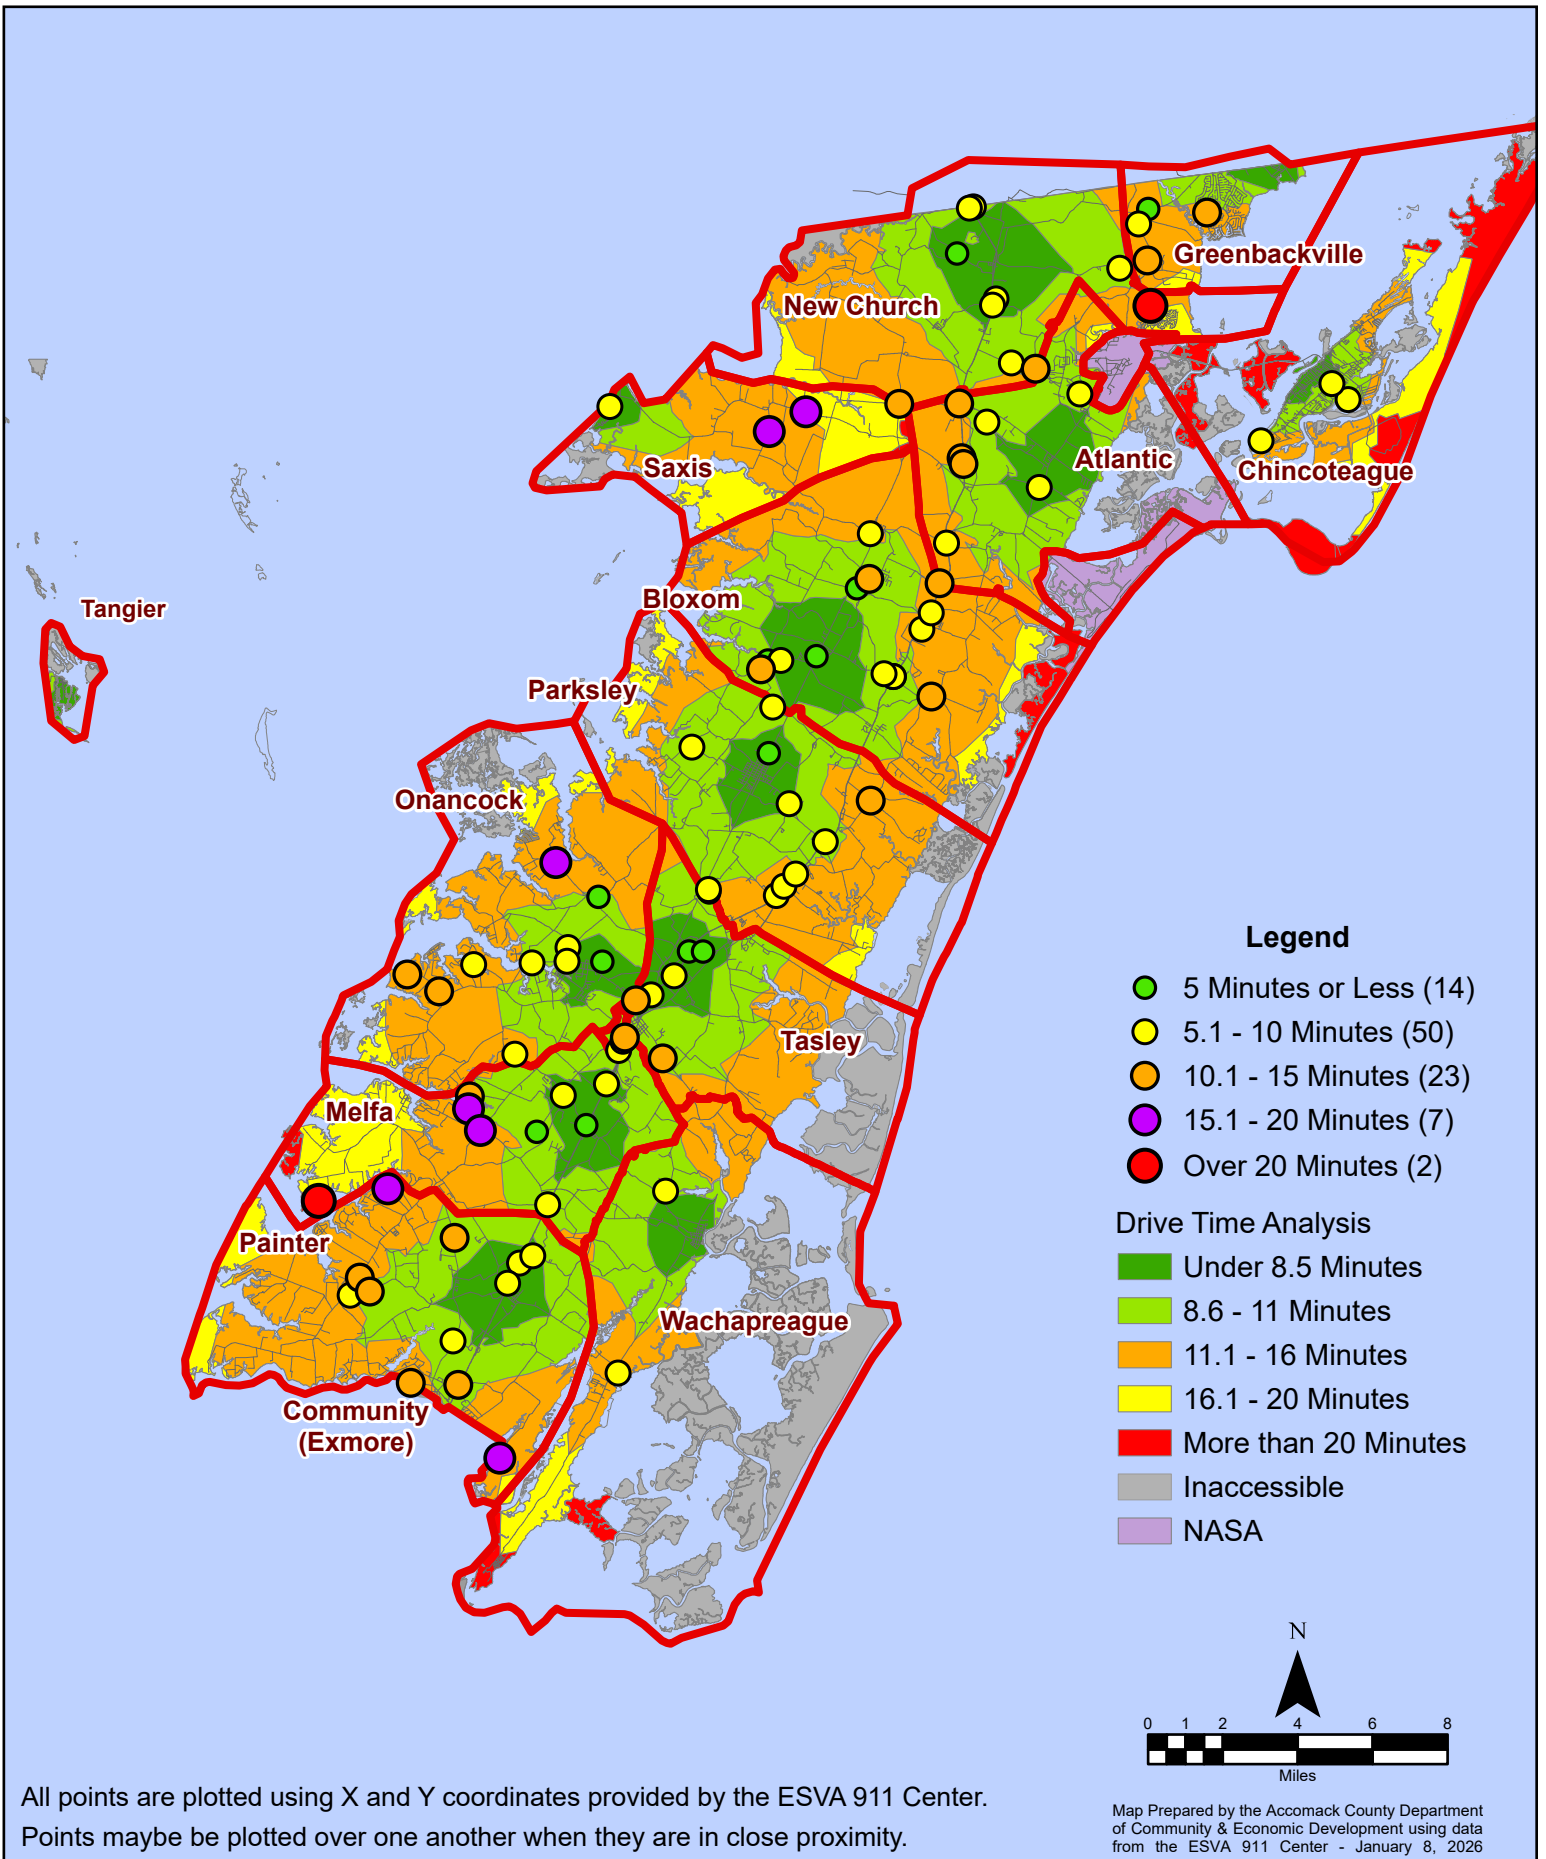 Greenbackville
New Church
Atlantic
Saxis
Chincoteague
Bloxom
Tangier
Parksley
Onancock
Tasley
Melfa
Painter
Wachapreague
Community
(Exmore)
Legend
5 Minutes or Less (14)
5.1 - 10 Minutes (50)
10.1 - 15 Minutes (23)
15.1 - 20 Minutes (7)
Over 20 Minutes (2)
Drive Time Analysis
Under 8.5 Minutes
8.6 - 11 Minutes
11.1 - 16 Minutes
16.1 - 20 Minutes
More than 20 Minutes
Inaccessible
NASA
N
0 1 2 4 6 8
Miles
All points are plotted using X and Y coordinates provided by the ESVA 911 Center.
Points maybe be plotted over one another when they are in close proximity.
Map Prepared by the Accomack County Department
of Community & Economic Development using data
from the ESVA 911 Center - January 8, 2026